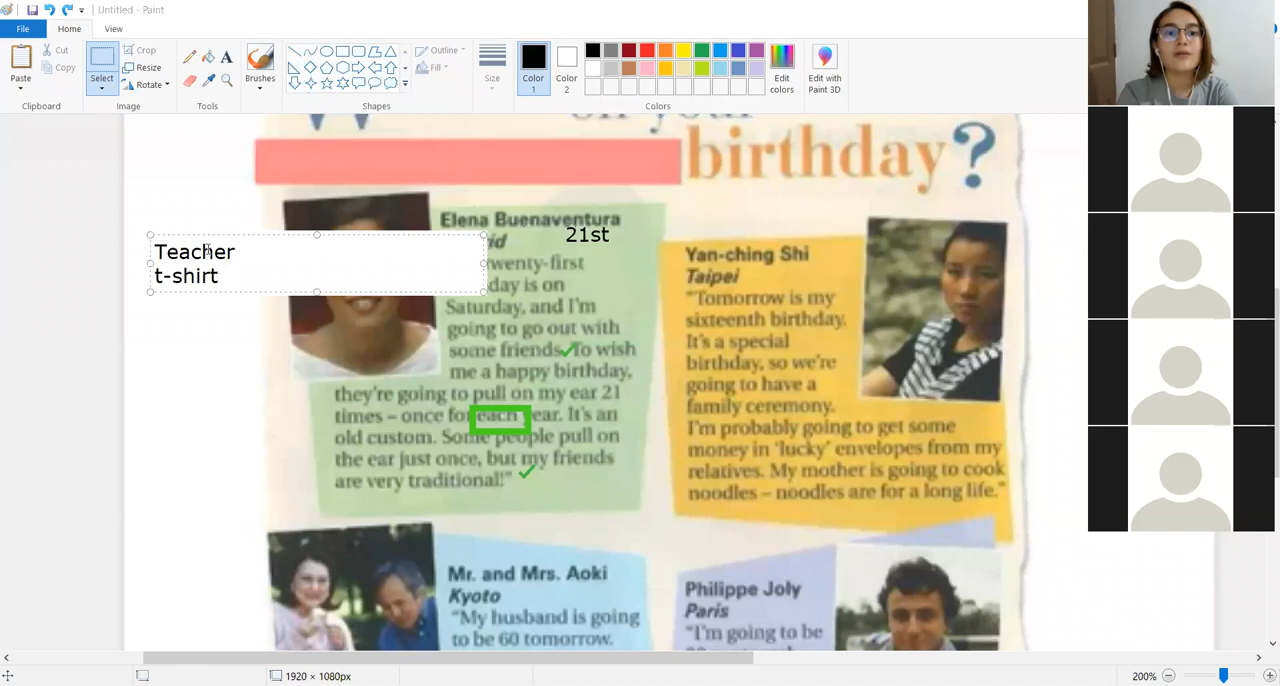 Untitled - Paint
File
Home
View
Paste
Cut
Copy
Clipboard
Select
Crop
Resize
Rotate
Image
Tools
Brushes
Shapes
Outline
Fill
Size
Color 1
Color 2
Colors
Edit colors
Edit with Paint 3D
on your
birthday?
Teacher
t-shirt
21st
Elena Buenaventura
wenty-first
day is on
Saturday, and I'm
going to go out with
some friends. To wish
me a happy birthday,
they're going to pull on my ear 21
times – once for each year. It's an
old custom. Some people pull on
the ear just once, but my friends
are very traditional!"
Yan-ching Shi
Taipei
"Tomorrow is my
sixteenth birthday.
It's a special
birthday, so we're
going to have a
family ceremony.
I'm probably going to get some
money in 'lucky' envelopes from my
relatives. My mother is going to cook
noodles – noodles are for a long life."
Mr. and Mrs. Aoki
Kyoto
"My husband is going
to be 60 tomorrow.
Philippe Joly
Paris
"I'm going to be
1920 × 1080px
200%